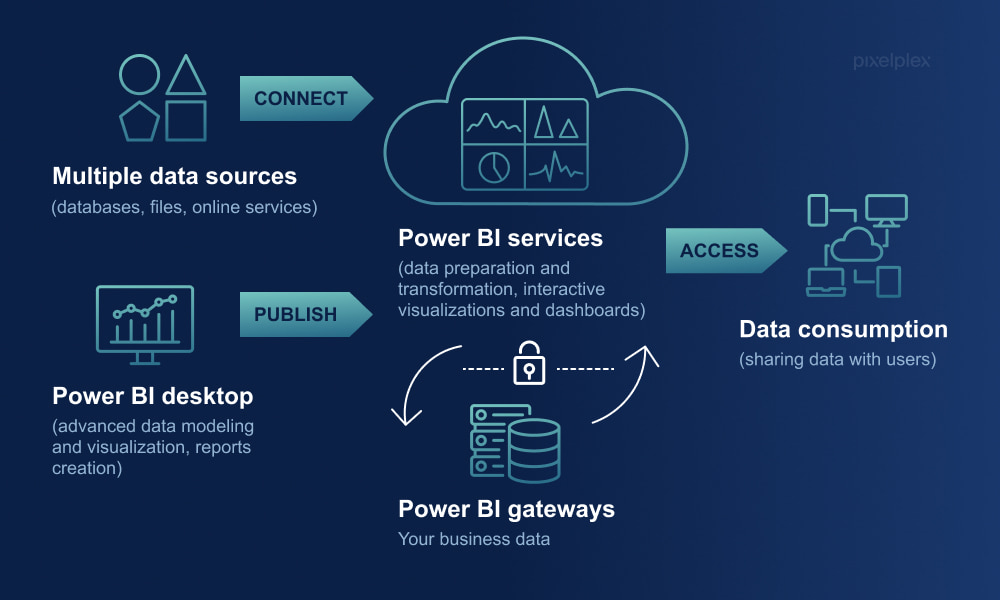 pixelplex
CONNECT
Multiple data sources
(databases, files, online services)
Power BI services
(data preparation and
transformation, interactive
visualizations and dashboards)
ACCESS
Data consumption
(sharing data with users)
PUBLISH
Power BI desktop
(advanced data modeling
and visualization, reports
creation)
Power BI gateways
Your business data